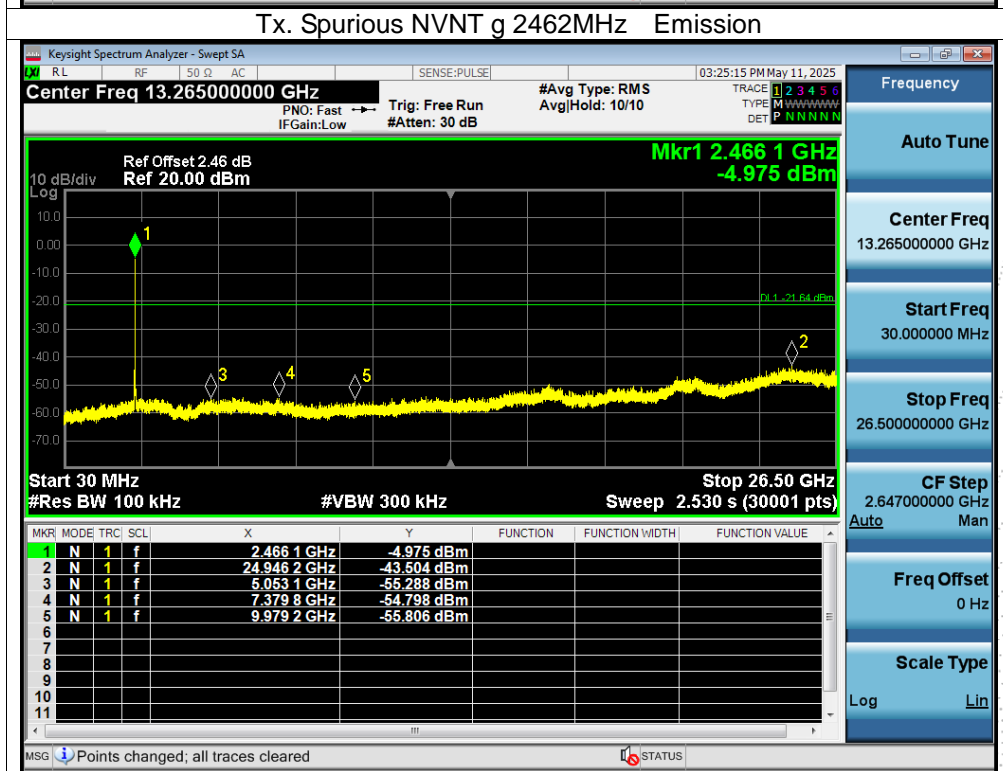 Tx. Spurious NVNT g 2462MHz Emission
Keysight Spectrum Analyzer - Swept SA
LXI RL RF 50 Ω AC SENSE:PULSE 03:25:15 PM May 11, 2025
Center Freq 13.265000000 GHz
PNO: Fast
IFGain:Low
Trig: Free Run
#Atten: 30 dB
#Avg Type: RMS
Avg|Hold: 10/10
TRACE 1 2 3 4 5 6
TYPE M WWWWW
DET P N N N N N
Frequency
Auto Tune
Center Freq
13.265000000 GHz
Start Freq
30.000000 MHz
Stop Freq
26.500000000 GHz
CF Step
2.647000000 GHz
Auto Man
Freq Offset
0 Hz
Scale Type
Log Lin
Mkr1 2.466 1 GHz
-4.975 dBm
Ref Offset 2.46 dB
10 dB/div Ref 20.00 dBm
Log
10.0
0.00
-10.0
-20.0
-30.0
-40.0
-50.0
-60.0
-70.0
1
2
3
4
5
DL1 -21.64 dBm
Start 30 MHz Stop 26.50 GHz
#Res BW 100 kHz #VBW 300 kHz Sweep 2.530 s (30001 pts)
MKR MODE TRC SCL X Y FUNCTION FUNCTION WIDTH FUNCTION VALUE
1 N 1 f 2.466 1 GHz -4.975 dBm
2 N 1 f 24.946 2 GHz -43.504 dBm
3 N 1 f 5.053 1 GHz -55.288 dBm
4 N 1 f 7.379 8 GHz -54.798 dBm
5 N 1 f 9.979 2 GHz -55.806 dBm
6
7
8
9
10
11
MSG Points changed; all traces cleared STATUS